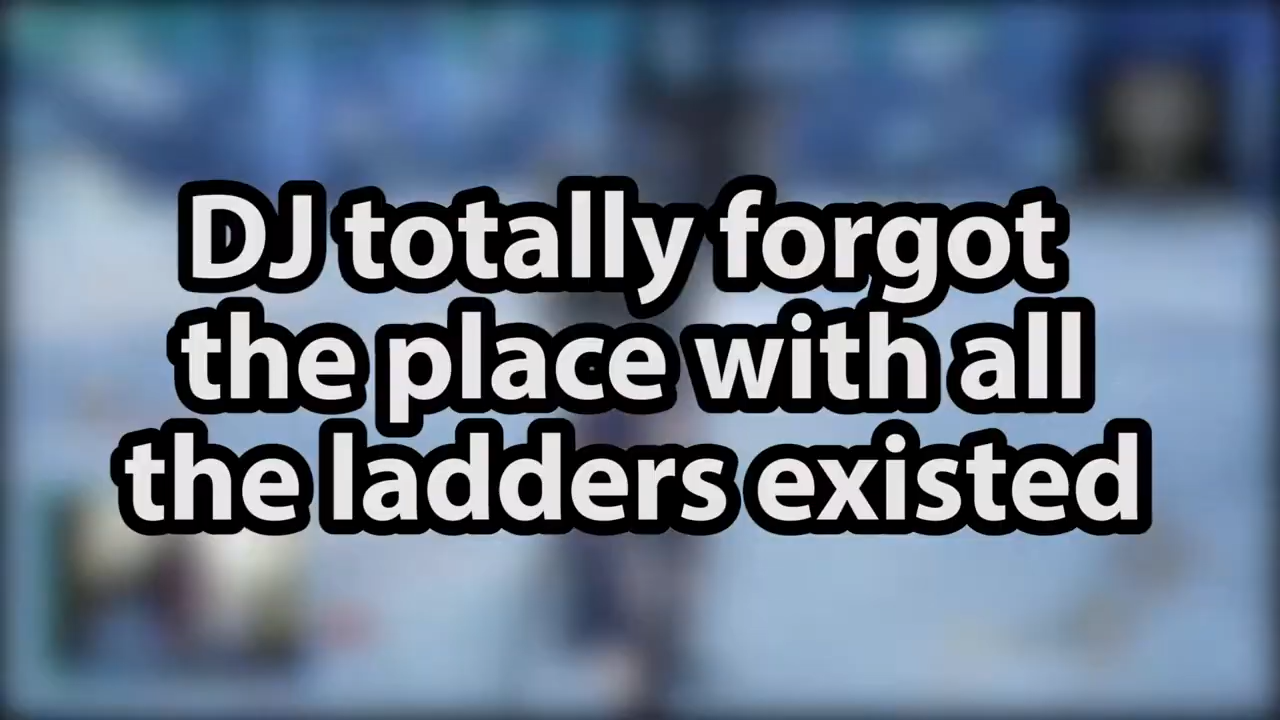 DJ totally forgot
the place with all
the ladders existed